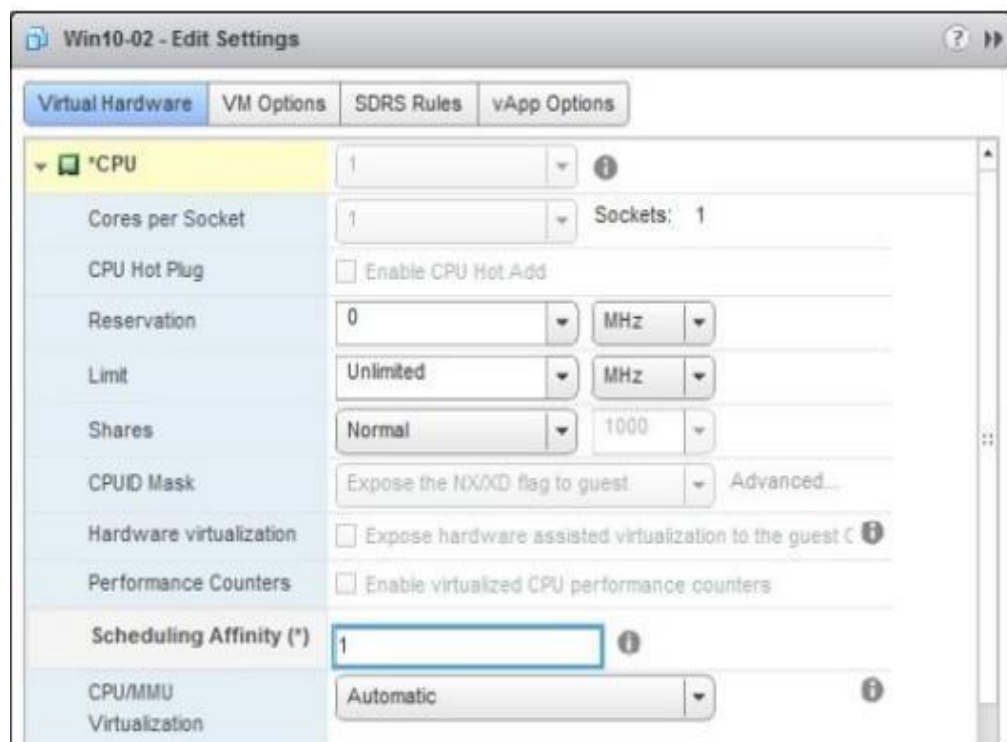 Win10-02 - Edit Settings
Virtual Hardware VM Options SDRS Rules vApp Options
*CPU 1
Cores per Socket 1 Sockets: 1
CPU Hot Plug Enable CPU Hot Add
Reservation 0 MHz
Limit Unlimited MHz
Shares Normal 1000
CPUID Mask Expose the NX/XD flag to guest Advanced...
Hardware virtualization Expose hardware assisted virtualization to the guest
Performance Counters Enable virtualized CPU performance counters
Scheduling Affinity (*) 1
CPU/MMU Automatic
Virtualization